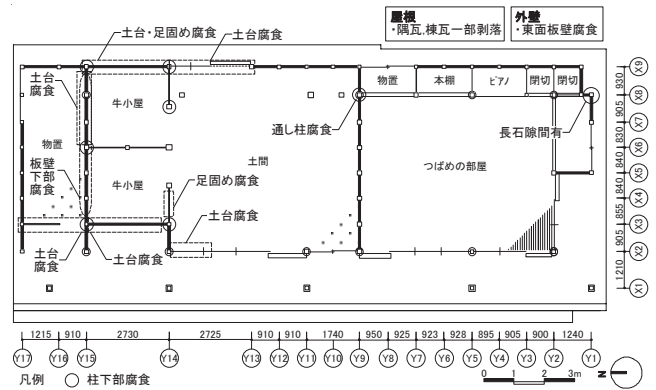 屋根
・隅瓦,棟瓦一部剥落
外壁
・東面板壁腐食
土台・足固め腐食
土台腐食
土台
腐食
牛小屋
物置
本棚
ピアノ
閉切
閉切
通し柱腐食
長石隙間有
物置
土間
つばめの部屋
板壁
下部
腐食
牛小屋
足固め腐食
土台腐食
土台
腐食
土台腐食
X9
930
X8
905
X7
830
X6
840
X5
840
X4
855
X3
905
X2
1210
X1
1215 910 2730 2725 910 910 1740 950 925 923 928 895 905 900 1240
Y17 Y16 Y15 Y14 Y13 Y12 Y11 Y10 Y9 Y8 Y7 Y6 Y5 Y4 Y3 Y2 Y1
凡例 柱下部腐食
0 1 2 3m
N